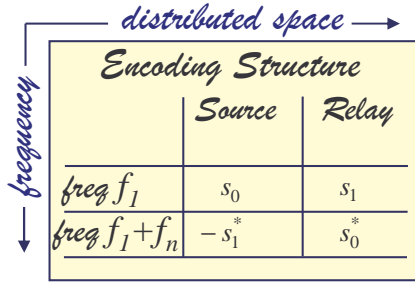 distributed space
frequency
Encoding Structure
Source Relay
freq f₁ s₀ s₁
freq f₁+fₙ −s₁* s₀*